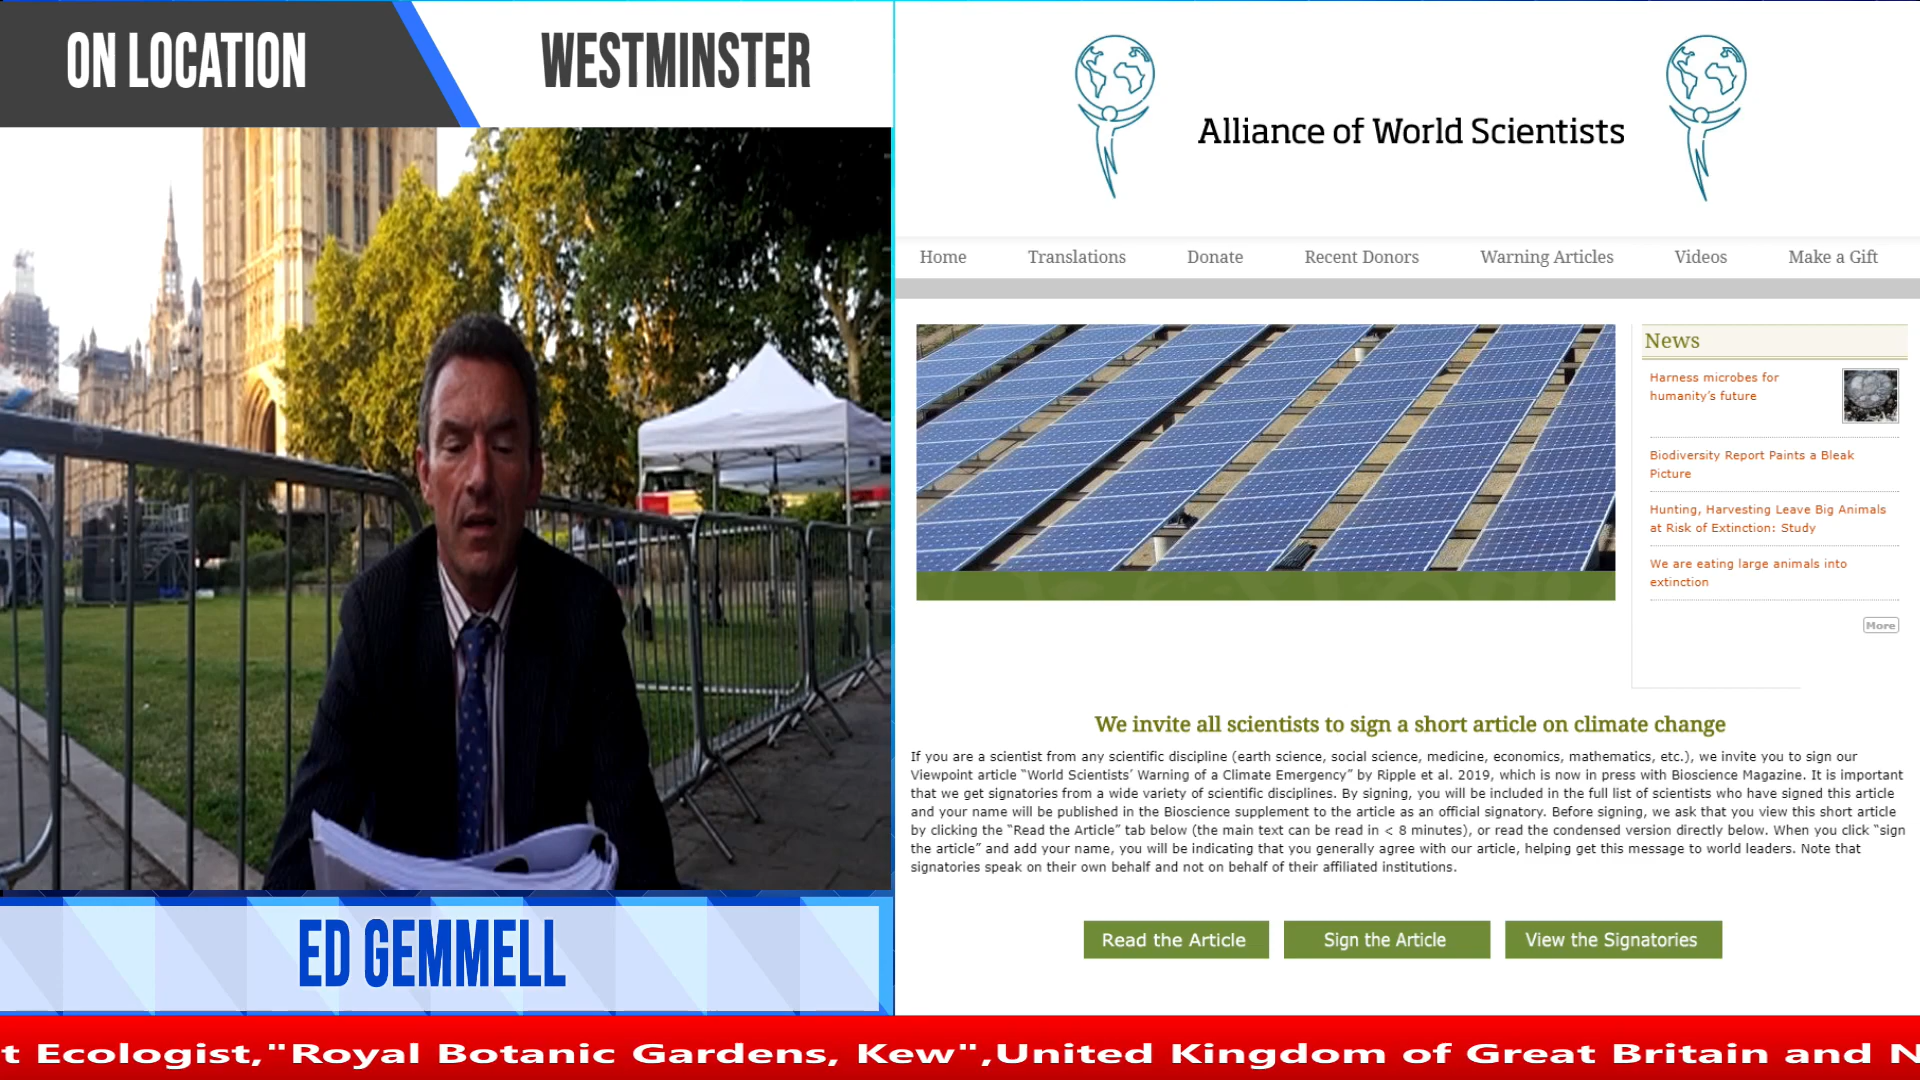 ON LOCATION
WESTMINSTER
Alliance of World Scientists
Home
Translations
Donate
Recent Donors
Warning Articles
Videos
Make a Gift
News
Harness microbes for
humanity's future
Biodiversity Report Paints a Bleak
Picture
Hunting, Harvesting Leave Big Animals
at Risk of Extinction: Study
We are eating large animals into
extinction
More
We invite all scientists to sign a short article on climate change
If you are a scientist from any scientific discipline (earth science, social science, medicine, economics, mathematics, etc.), we invite you to sign our
Viewpoint article “World Scientists’ Warning of a Climate Emergency” by Ripple et al. 2019, which is now in press with Bioscience Magazine. It is important
that we get signatories from a wide variety of scientific disciplines. By signing, you will be included in the full list of scientists who have signed this article
and your name will be published in the Bioscience supplement to the article as an official signatory. Before signing, we ask that you view this short article
by clicking the “Read the Article” tab below (the main text can be read in < 8 minutes), or read the condensed version directly below. When you click “sign
the article” and add your name, you will be indicating that you generally agree with our article, helping get this message to world leaders. Note that
signatories speak on their own behalf and not on behalf of their affiliated institutions.
Read the Article
Sign the Article
View the Signatories
ED GEMMELL
t Ecologist,"Royal Botanic Gardens, Kew",United Kingdom of Great Britain and N